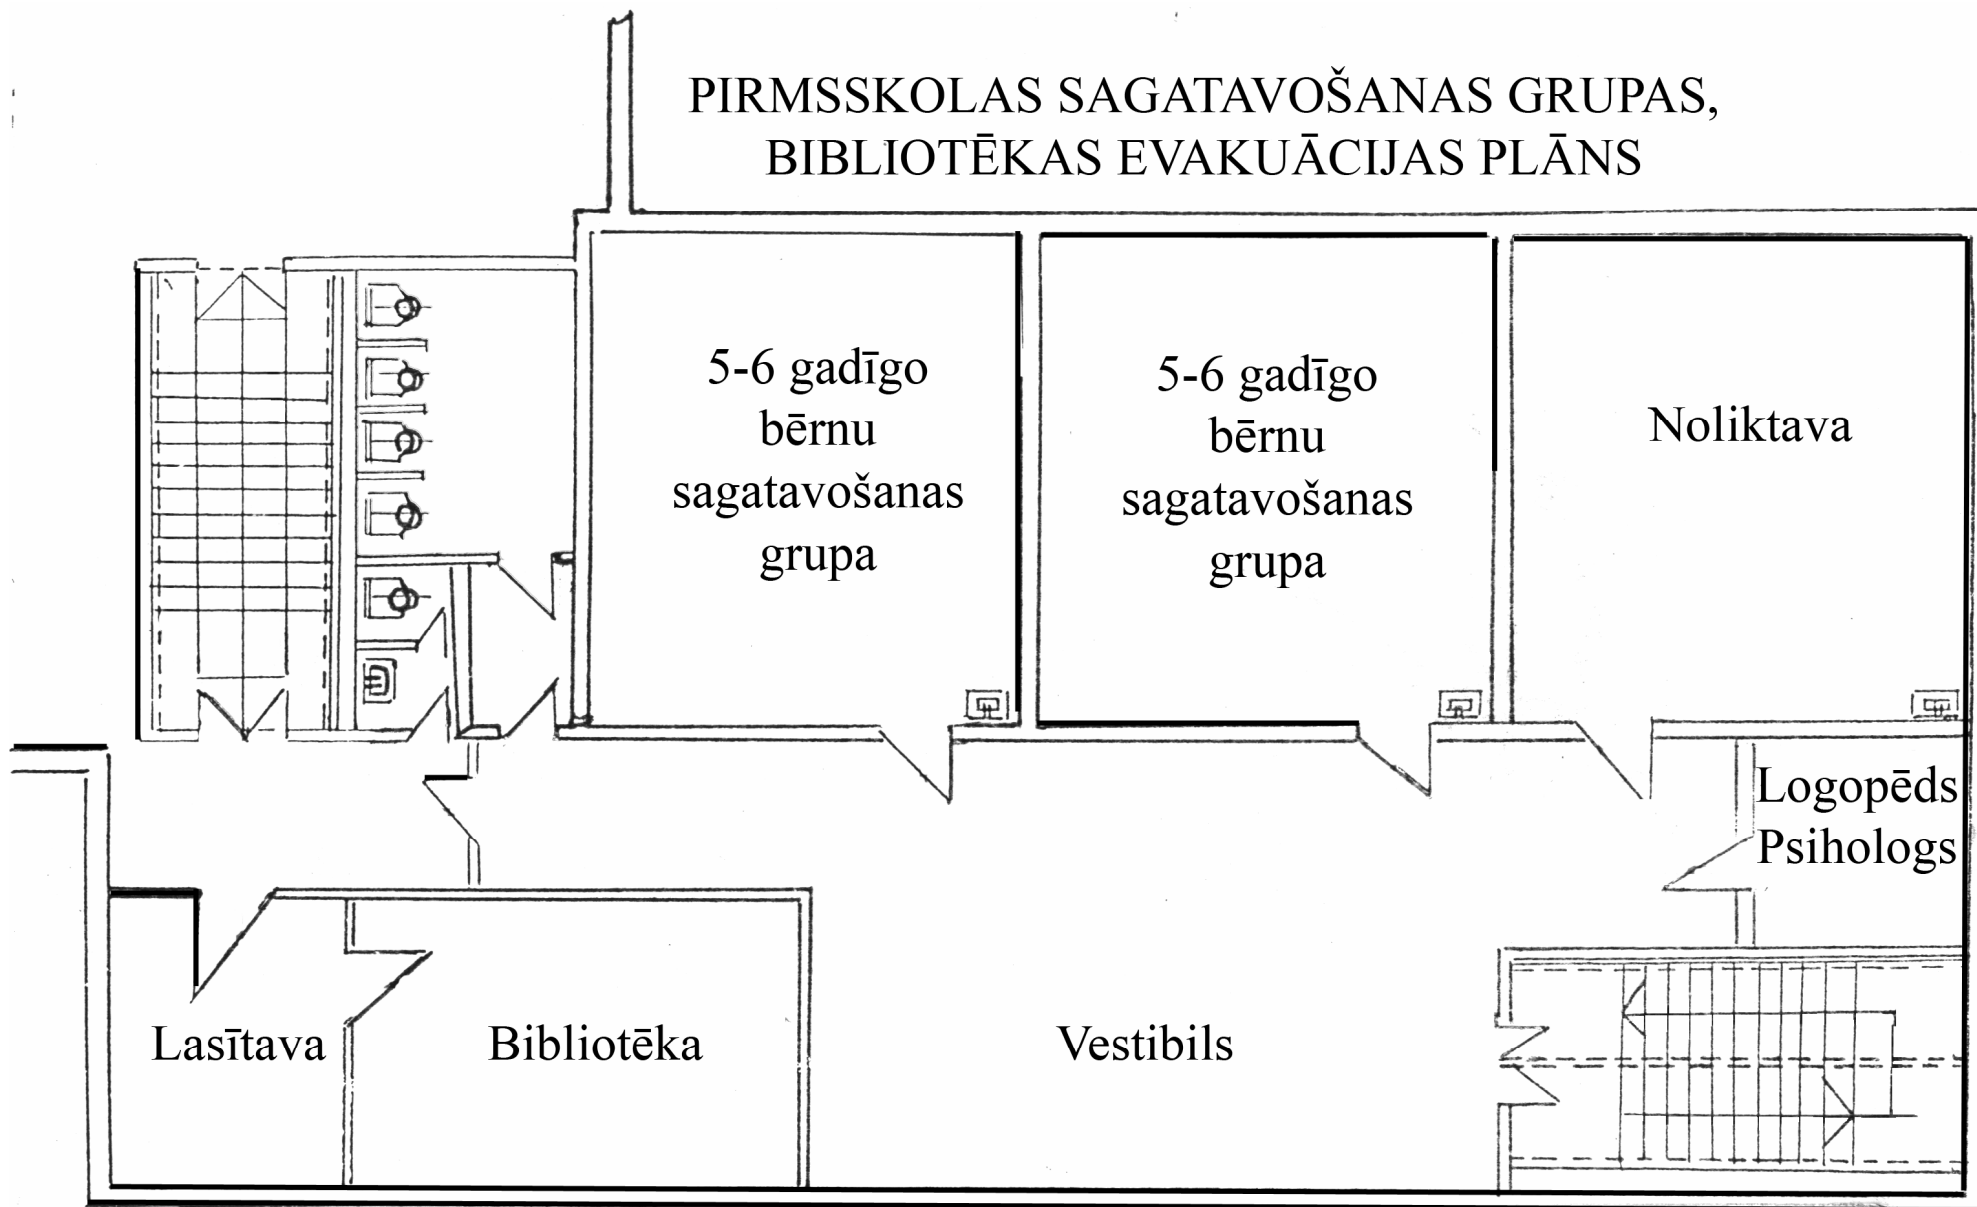 PIRMSSKOLAS SAGATAVOŠANAS GRUPAS,
BIBLIOTĒKAS EVAKUĀCIJAS PLĀNS
5-6 gadīgo
bērnu
sagatavošanas
grupa
5-6 gadīgo
bērnu
sagatavošanas
grupa
Noliktava
Logopēds
Psihologs
Lasītava
Bibliotēka
Vestibils